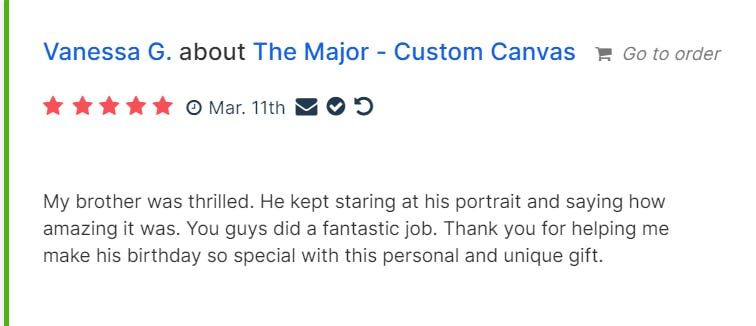 Vanessa G. about The Major - Custom Canvas Go to order
Mar. 11th
My brother was thrilled. He kept staring at his portrait and saying how
amazing it was. You guys did a fantastic job. Thank you for helping me
make his birthday so special with this personal and unique gift.